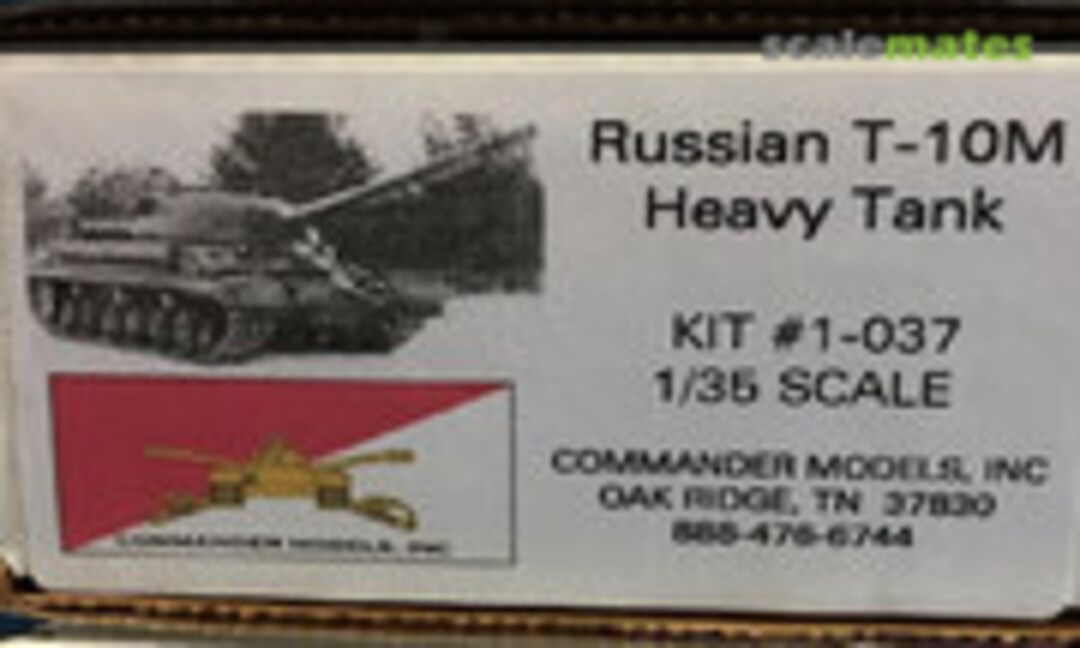 scalemates
Russian T-10M
Heavy Tank
KIT #1-037
1/35 SCALE
COMMANDER MODELS, INC
OAK RIDGE, TN 37830
888-476-6744
COMMANDER MODELS, INC